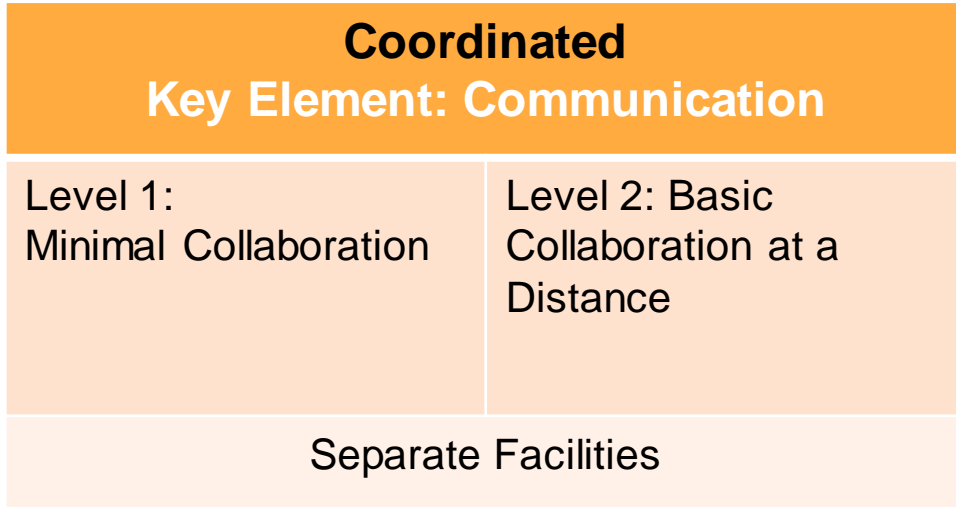 Coordinated
Key Element: Communication
Level 1:
Minimal Collaboration
Level 2: Basic
Collaboration at a
Distance
Separate Facilities